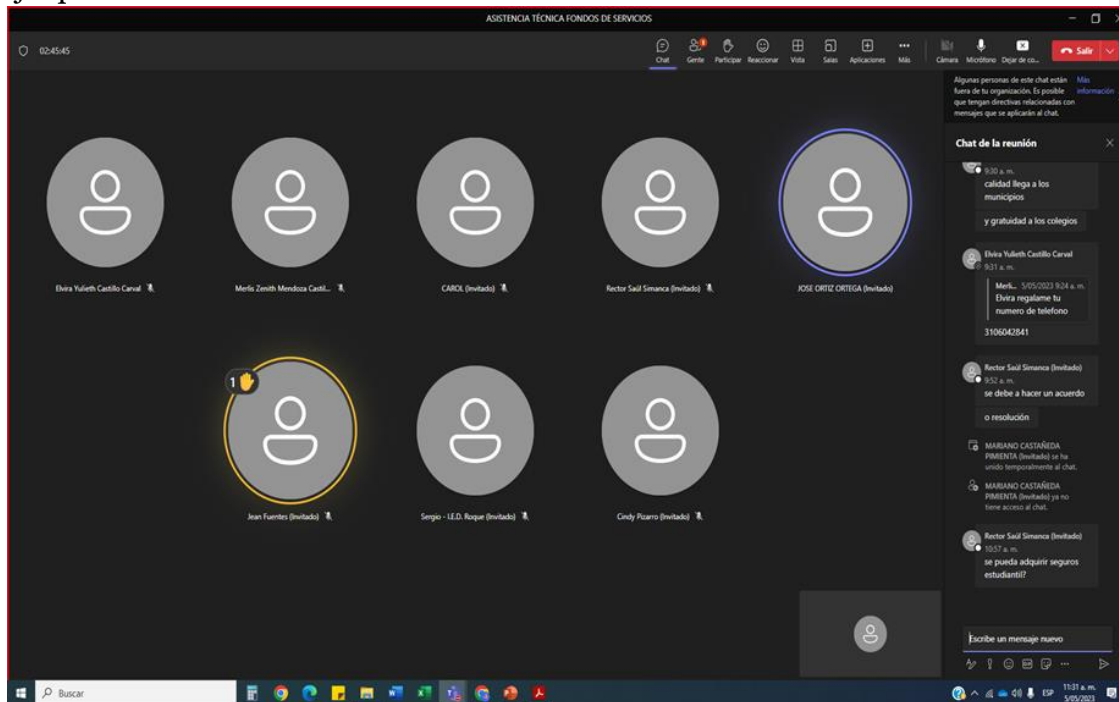 ASISTENCIA TÉCNICA FONDOS DE SERVICIOS
02:45:45
Chat
Gente
Participar
Reaccionar
Vista
Salas
Aplicaciones
Más
Cámara
Micrófono
Dejar de co...
Salir
Algunas personas de este chat están
fuera de tu organización. Es posible
que tengan directivas relacionadas con
mensajes que se aplicarán al chat.
Más
información
Chat de la reunión
9:30 a. m.
calidad llega a los
municipios
y gratuidad a los colegios
Elvira Yulieth Castillo Carval
9:31 a. m.
Merli... 5/05/2023 9:24 a. m.
Elvira regalame tu
numero de telefono
3106042841
Rector Saúl Simanca (Invitado)
9:52 a. m.
se debe a hacer un acuerdo
o resolución
MARIANO CASTAÑEDA
PIMIENTA (Invitado) se ha
unido temporalmente al chat.
MARIANO CASTAÑEDA
PIMIENTA (Invitado) ya no
tiene acceso al chat.
Rector Saúl Simanca (Invitado)
10:57 a. m.
se pueda adquirir seguros
estudiantil?
Escribe un mensaje nuevo
Elvira Yulieth Castillo Carval
Merlis Zenith Mendoza Castil...
CAROL (Invitado)
Rector Saúl Simanca (Invitado)
JOSE ORTIZ ORTEGA (Invitado)
1
Jean Fuentes (Invitado)
Sergio - I.E.D. Roque (Invitado)
Cindy Pizarro (Invitado)
Buscar
ESP
11:31 a. m.
5/05/2023